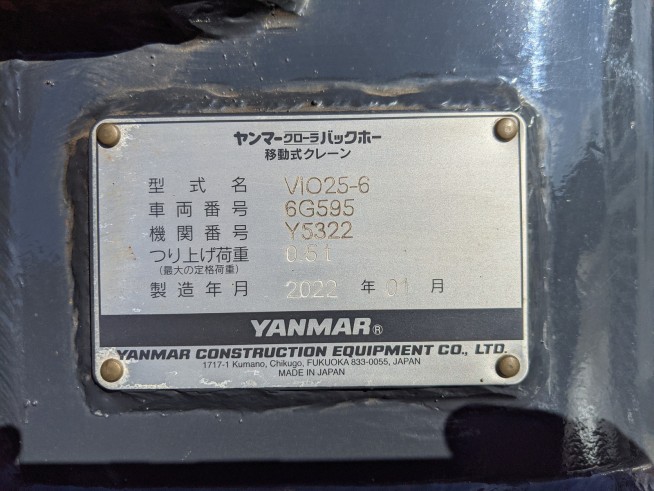 ヤンマークローラバックホー
移動式クレーン
型式名 VIO25-6
車両番号 6G595
機関番号 Y5322
つり上げ荷重 0.5t
(最大の定格荷重)
製造年月 2022 年 01 月
YANMAR®
YANMAR CONSTRUCTION EQUIPMENT CO., LTD.
1717-1 Kumano, Chikugo, FUKUOKA 833-0055, JAPAN
MADE IN JAPAN